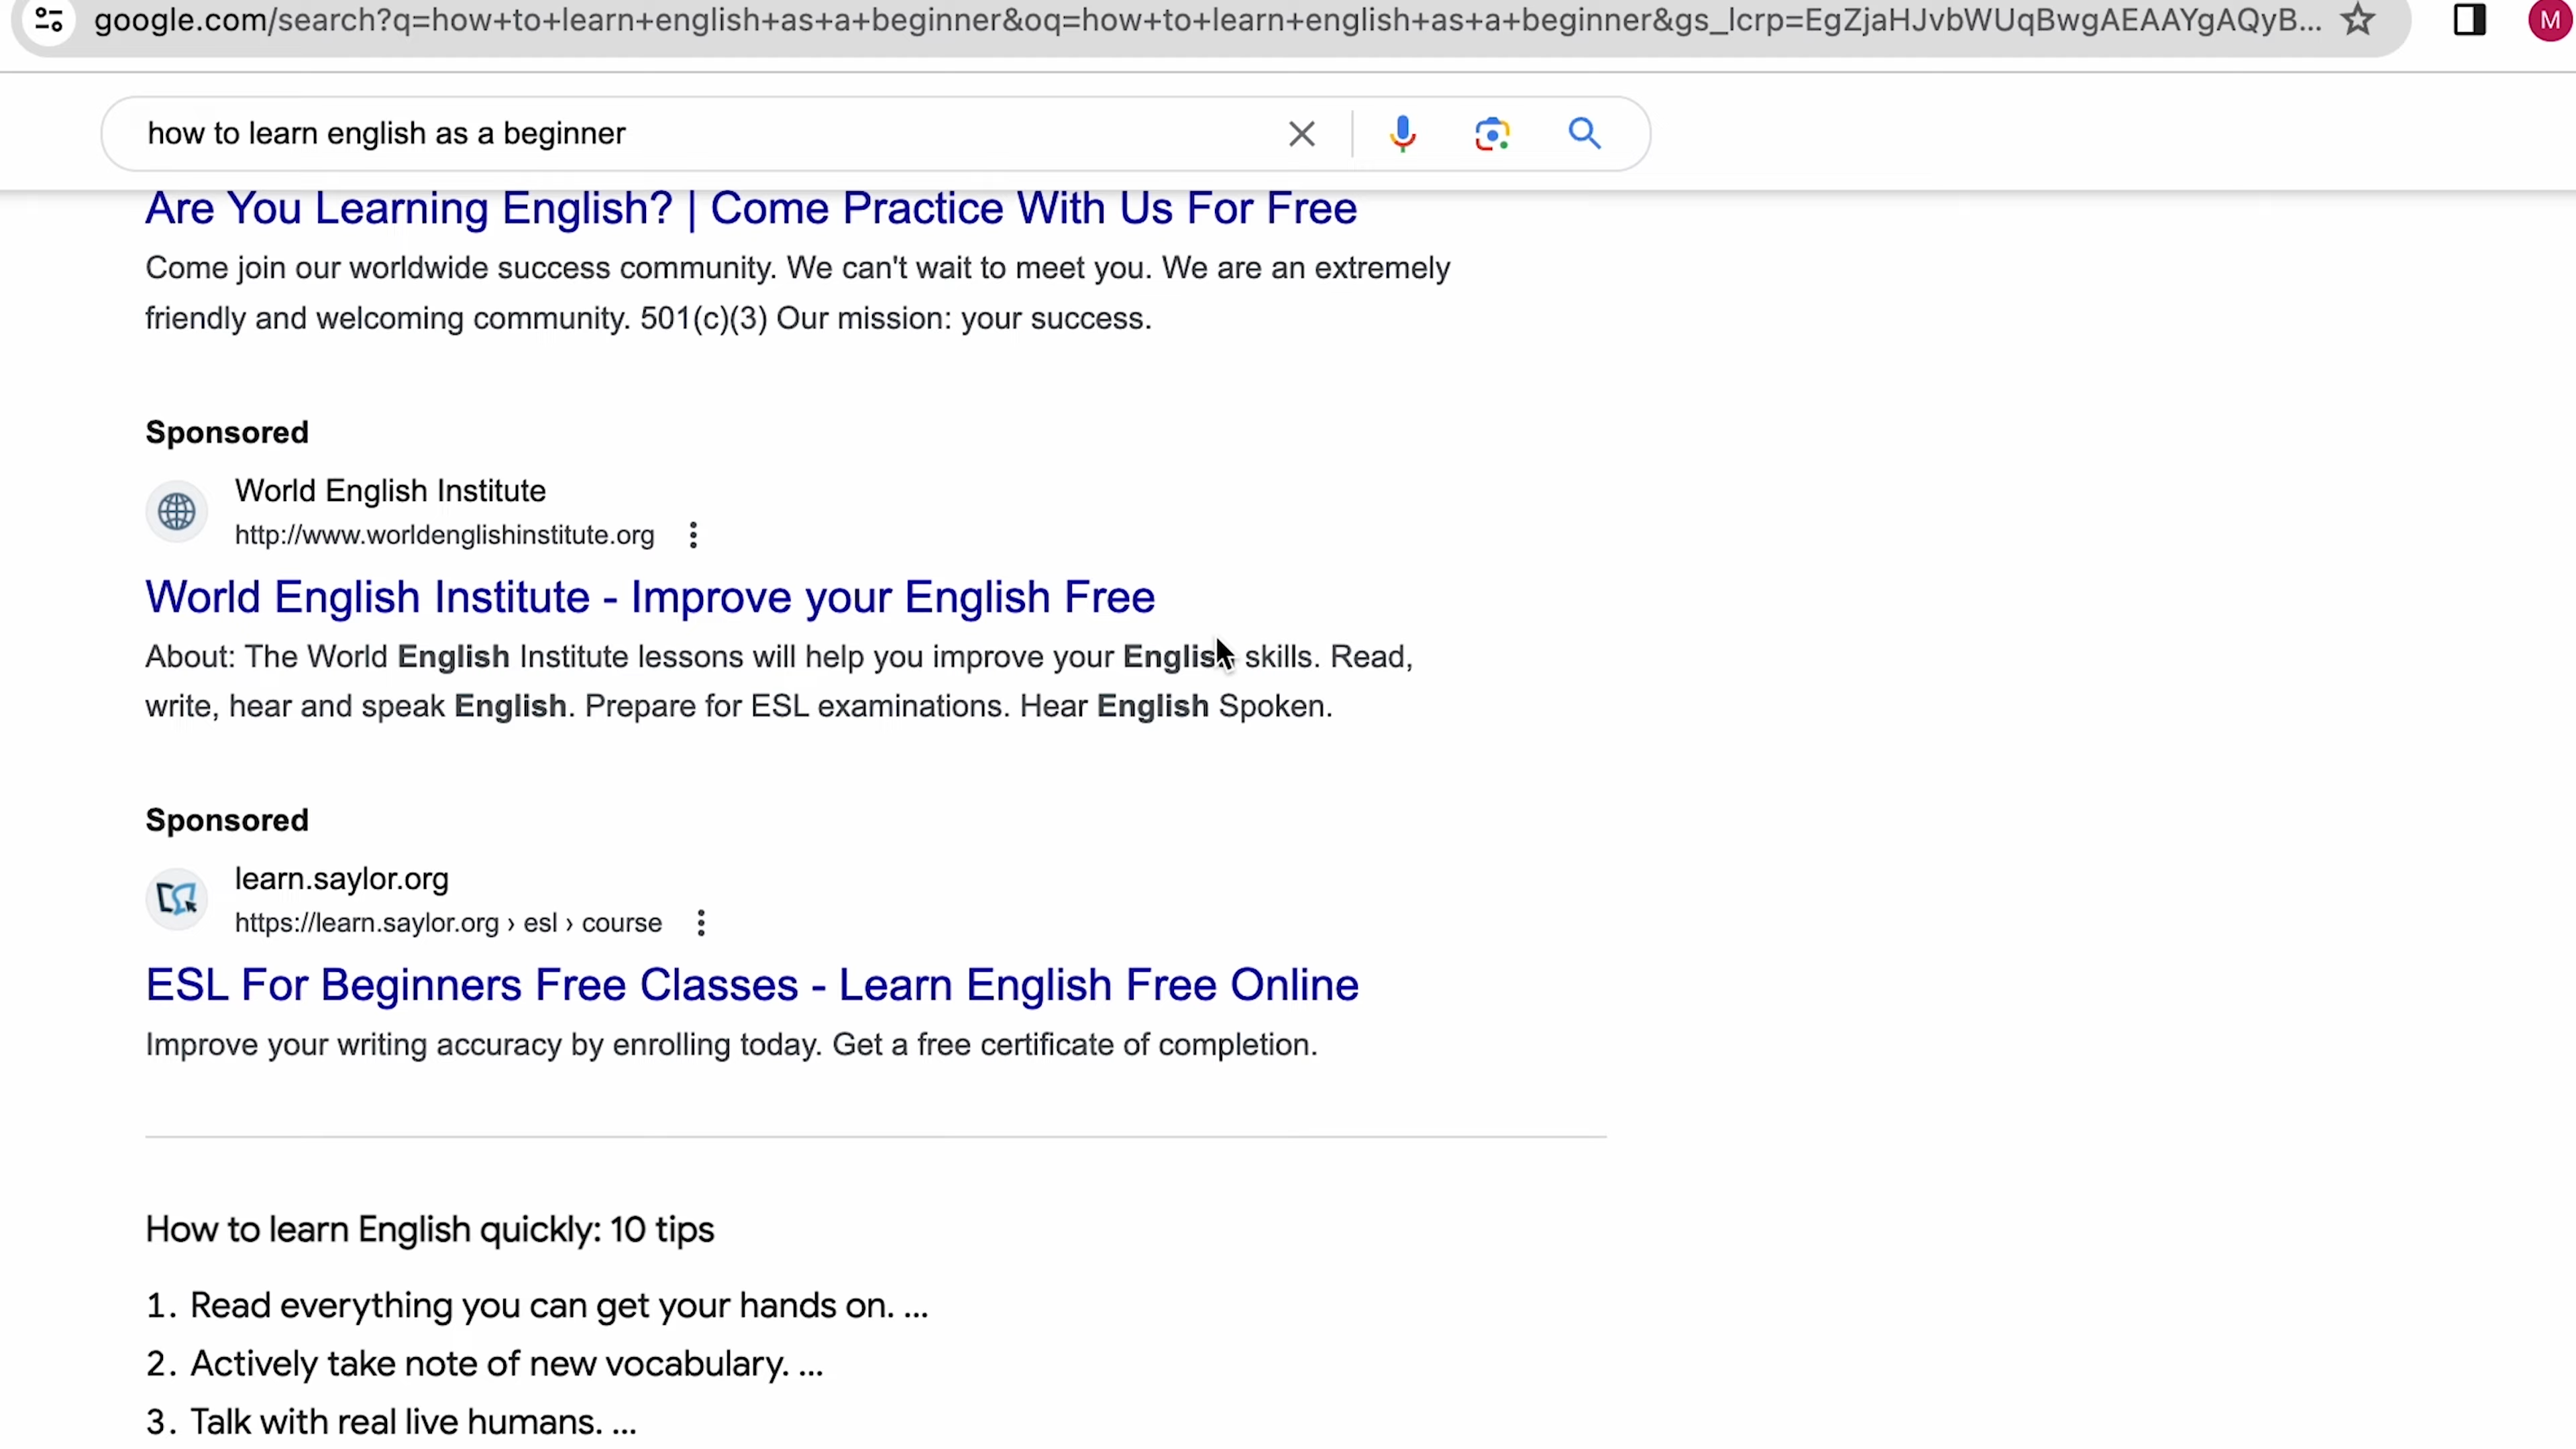 google.com/search?q=how+to+learn+english+as+a+beginner&oq=how+to+learn+english+as+a+beginner&gs_lcrp=EgZjaHJvbWUqBwgAEAAYgAQyB...
M
how to learn english as a beginner
Are You Learning English? | Come Practice With Us For Free
Come join our worldwide success community. We can't wait to meet you. We are an extremely
friendly and welcoming community. 501(c)(3) Our mission: your success.
Sponsored
World English Institute
http://www.worldenglishinstitute.org
World English Institute - Improve your English Free
About: The World English Institute lessons will help you improve your English skills. Read,
write, hear and speak English. Prepare for ESL examinations. Hear English Spoken.
Sponsored
learn.saylor.org
https://learn.saylor.org › esl › course
ESL For Beginners Free Classes - Learn English Free Online
Improve your writing accuracy by enrolling today. Get a free certificate of completion.
How to learn English quickly: 10 tips
1. Read everything you can get your hands on. ...
2. Actively take note of new vocabulary. ...
3. Talk with real live humans. ...